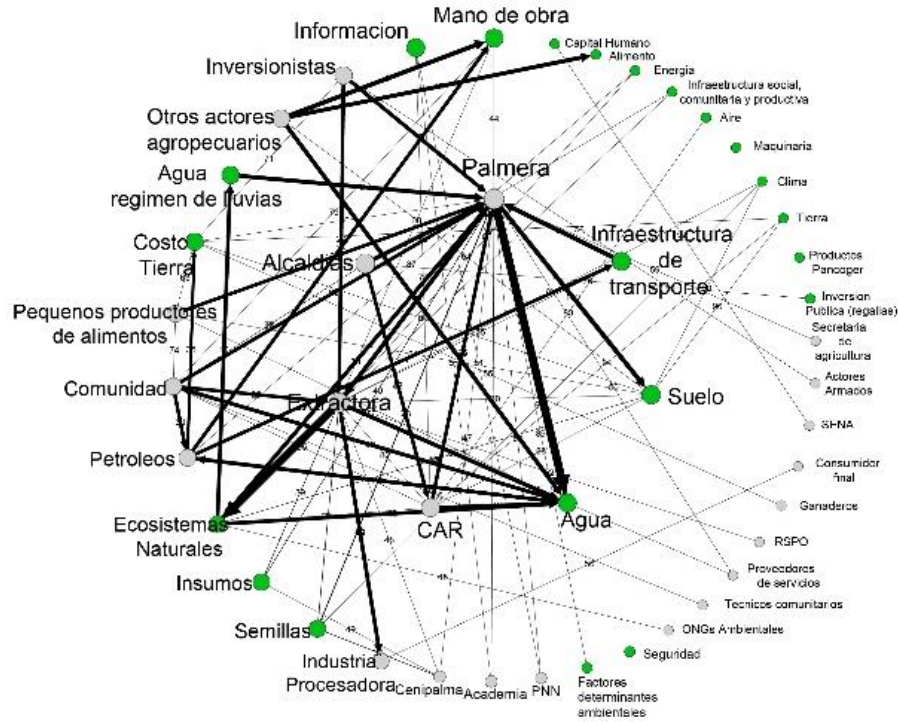 Informacion
Mano de obra
Capital Humano
Alimento
Inversionistas
Energia
Infraestructura social,
comunitaria y productiva
Otros actores
agropecuarios
Aire
Palmera
Maquinaria
Agua
regimen de lluvias
Clima
Tierra
Costo
Tierra
Alcaldias
Infraestructura
de
transporte
Productos
Pancoger
Pequenos productores
de alimentos
Inversion
Publica (regalias)
Secretaria
de
agricultura
Comunidad
Extractora
Suelo
Actores
Armados
SENA
Petroleos
Consumidor
final
Ecosistemas
Naturales
CAR
Agua
Ganaderos
RSPO
Insumos
Proveedores
de servicios
Tecnicos comunitarios
Semillas
ONGs Ambientales
Industria
Procesadora
Cenipalma
Academia
PNN
Seguridad
Factores
determinantes
ambientales
44
71
74
49